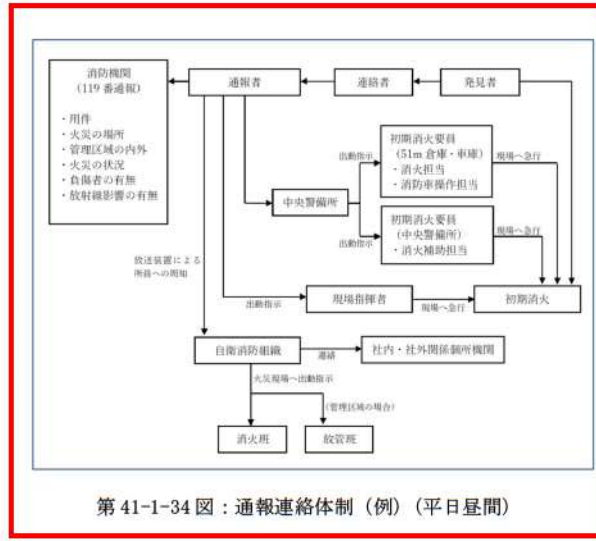 消防機関
(119番通報)
・用件
・火災の場所
・管理区域の内外
・火災の状況
・負傷者の有無
・放射線影響の有無
通報者
連絡者
発見者
出動指示
初期消火要員
(51m 倉庫・車庫)
・消火担当
・消防車操作担当
現場へ急行
中央警備所
出動指示
初期消火要員
(中央警備所)
・消火補助担当
現場へ急行
放送装置による
所員への周知
出動指示
現場指揮者
現場へ急行
初期消火
自衛消防組織
連絡
社内・社外関係個所機関
火災現場へ出動指示
(管理区域の場合)
消火班
放管班
第 41-1-34 図：通報連絡体制（例）(平日昼間)